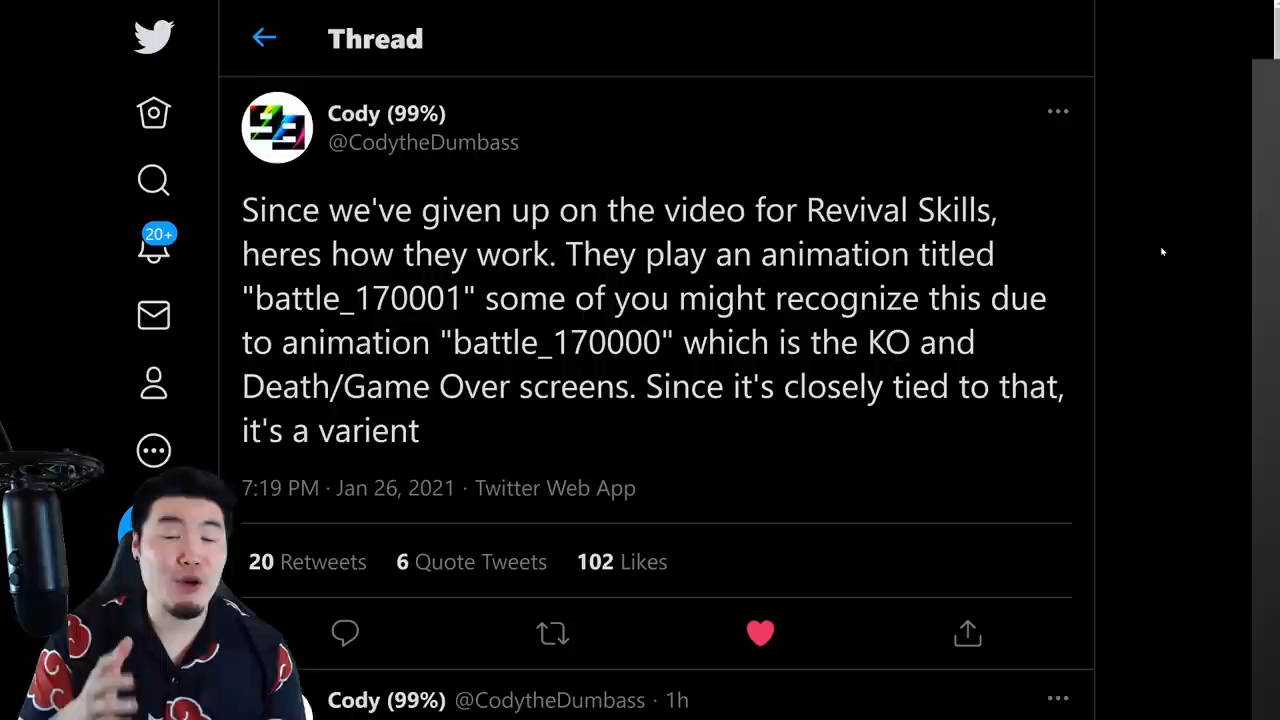 Thread
Cody (99%)
@CodytheDumbass
Since we've given up on the video for Revival Skills,
heres how they work. They play an animation titled
"battle_170001" some of you might recognize this due
to animation "battle_170000" which is the KO and
Death/Game Over screens. Since it's closely tied to that,
it's a varient
20+
7:19 PM · Jan 26, 2021 · Twitter Web App
20 Retweets 6 Quote Tweets 102 Likes
Cody (99%) @CodytheDumbass · 1h